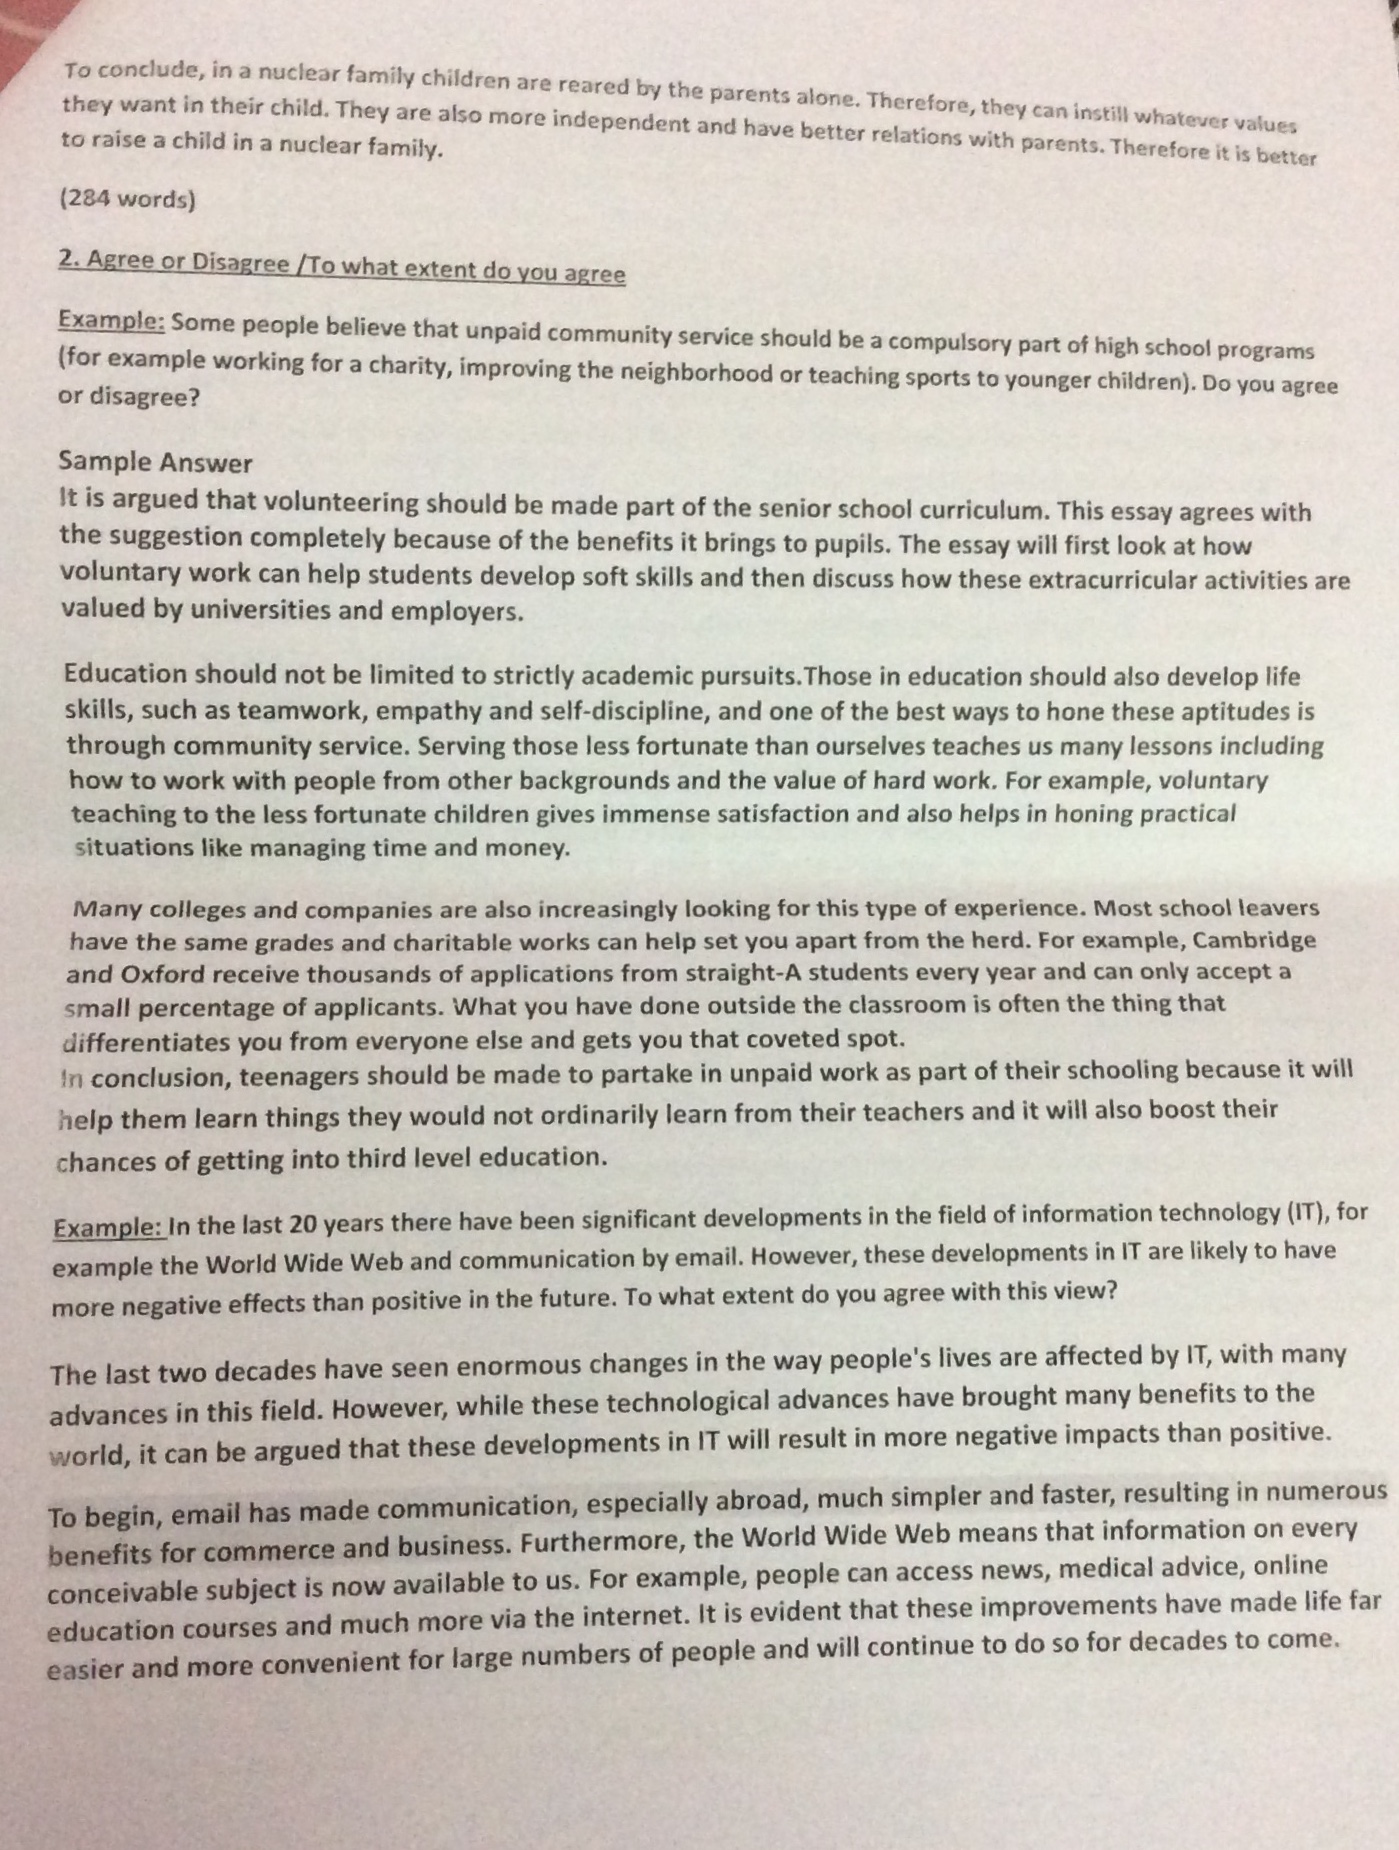 To conclude, in a nuclear family children are reared by the parents alone. Therefore, they can instill whatever values
they want in their child. They are also more independent and have better relations with parents. Therefore it is better
to raise a child in a nuclear family.
(284 words)
2. Agree or Disagree /To what extent do you agree
Example: Some people believe that unpaid community service should be a compulsory part of high school programs
(for example working for a charity, improving the neighborhood or teaching sports to younger children). Do you agree
or disagree?
Sample Answer
It is argued that volunteering should be made part of the senior school curriculum. This essay agrees with
the suggestion completely because of the benefits it brings to pupils. The essay will first look at how
voluntary work can help students develop soft skills and then discuss how these extracurricular activities are
valued by universities and employers.
Education should not be limited to strictly academic pursuits.Those in education should also develop life
skills, such as teamwork, empathy and self-discipline, and one of the best ways to hone these aptitudes is
through community service. Serving those less fortunate than ourselves teaches us many lessons including
how to work with people from other backgrounds and the value of hard work. For example, voluntary
teaching to the less fortunate children gives immense satisfaction and also helps in honing practical
situations like managing time and money.
Many colleges and companies are also increasingly looking for this type of experience. Most school leavers
have the same grades and charitable works can help set you apart from the herd. For example, Cambridge
and Oxford receive thousands of applications from straight-A students every year and can only accept a
small percentage of applicants. What you have done outside the classroom is often the thing that
differentiates you from everyone else and gets you that coveted spot.
In conclusion, teenagers should be made to partake in unpaid work as part of their schooling because it will
help them learn things they would not ordinarily learn from their teachers and it will also boost their
chances of getting into third level education.
Example: In the last 20 years there have been significant developments in the field of information technology (IT), for
example the World Wide Web and communication by email. However, these developments in IT are likely to have
more negative effects than positive in the future. To what extent do you agree with this view?
The last two decades have seen enormous changes in the way people's lives are affected by IT, with many
advances in this field. However, while these technological advances have brought many benefits to the
world, it can be argued that these developments in IT will result in more negative impacts than positive.
To begin, email has made communication, especially abroad, much simpler and faster, resulting in numerous
benefits for commerce and business. Furthermore, the World Wide Web means that information on every
conceivable subject is now available to us. For example, people can access news, medical advice, online
education courses and much more via the internet. It is evident that these improvements have made life far
easier and more convenient for large numbers of people and will continue to do so for decades to come.